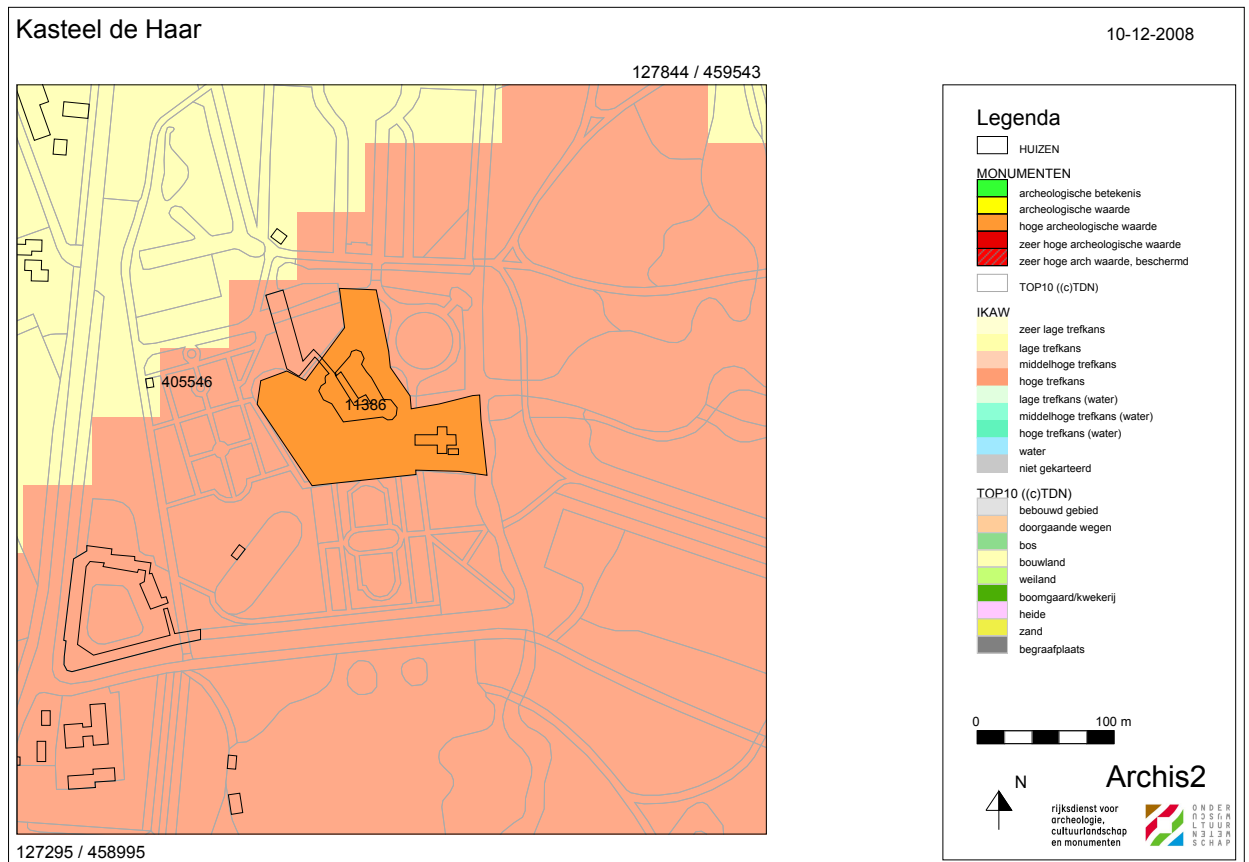 Kasteel de Haar
10-12-2008
127844 / 459543
405546
11386
127295 / 458995
Legenda
HUIZEN
MONUMENTEN
archeologische betekenis
archeologische waarde
hoge archeologische waarde
zeer hoge archeologische waarde
zeer hoge arch waarde, beschermd
TOP10 ((c)TDN)
IKAW
zeer lage trefkans
lage trefkans
middelhoge trefkans
hoge trefkans
lage trefkans (water)
middelhoge trefkans (water)
hoge trefkans (water)
water
niet gekarteerd
TOP10 ((c)TDN)
bebouwd gebied
doorgaande wegen
bos
bouwland
weiland
boomgaard/kwekerij
heide
zand
begraafplaats
0 100 m
N
Archis2
rijksdienst voor
archeologie,
cultuurlandschap
en monumenten
ONDER
LTUUR
SCHAP